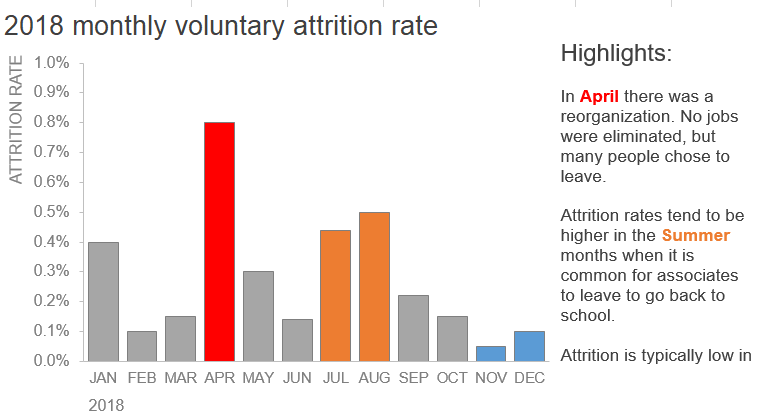 2018 monthly voluntary attrition rate
ATTRITION RATE
1.0%
0.9%
0.8%
0.7%
0.6%
0.5%
0.4%
0.3%
0.2%
0.1%
0.0%
JAN FEB MAR APR MAY JUN JUL AUG SEP OCT NOV DEC
2018
Highlights:
In April there was a
reorganization. No jobs
were eliminated, but
many people chose to
leave.
Attrition rates tend to be
higher in the Summer
months when it is
common for associates
to leave to go back to
school.
Attrition is typically low in